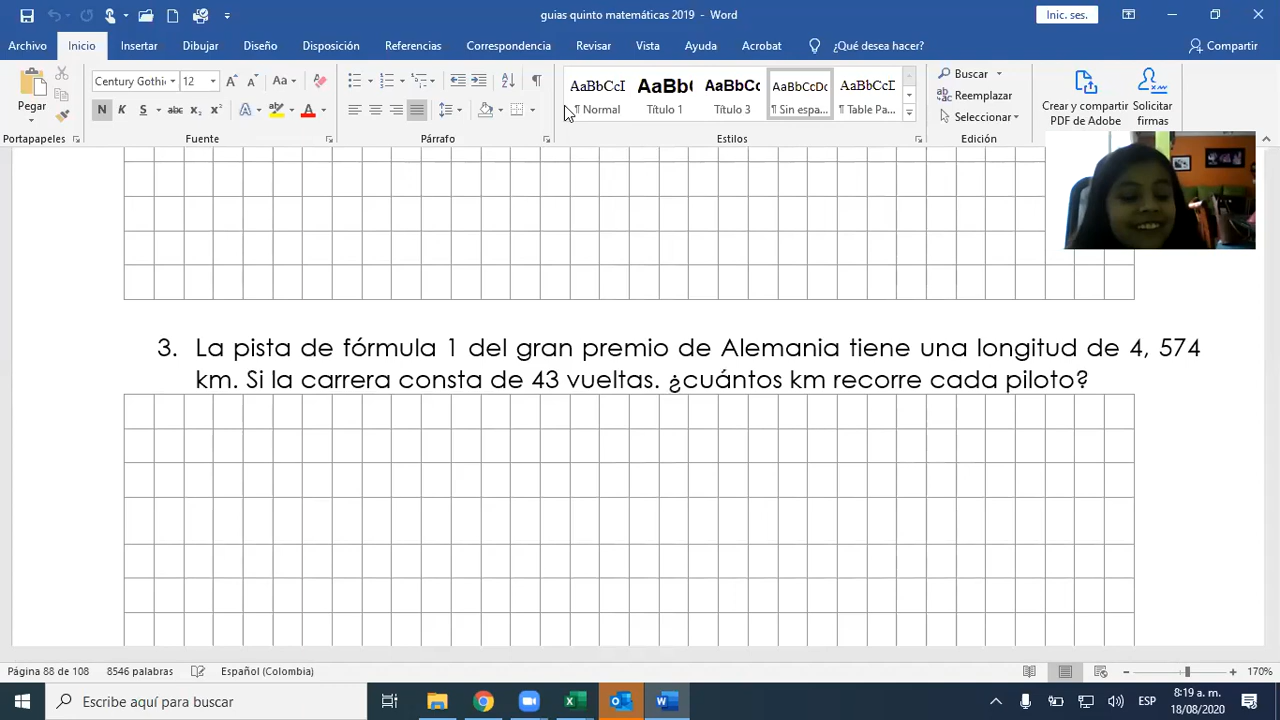 guias quinto matemáticas 2019 - Word
Inic. ses.
Archivo Inicio Insertar Dibujar Diseño Disposición Referencias Correspondencia Revisar Vista Ayuda Acrobat ¿Qué desea hacer? Compartir
Pegar
Portapapeles
Century Gothic 12
N K S abc x₂ x²
Fuente
Párrafo
AaBbCcI AaBb( AaBbCc AaBbCcDc AaBbCcI
¶ Normal Título 1 Título 3 ¶ Sin espa... ¶ Table Pa...
Estilos
Buscar
Reemplazar
Seleccionar
Edición
Crear y compartir
PDF de Adobe
Solicitar
firmas
3. La pista de fórmula 1 del gran premio de Alemania tiene una longitud de 4, 574
km. Si la carrera consta de 43 vueltas. ¿cuántos km recorre cada piloto?
Página 88 de 108 8546 palabras Español (Colombia) 170%
Escribe aquí para buscar
ESP
8:19 a. m.
18/08/2020